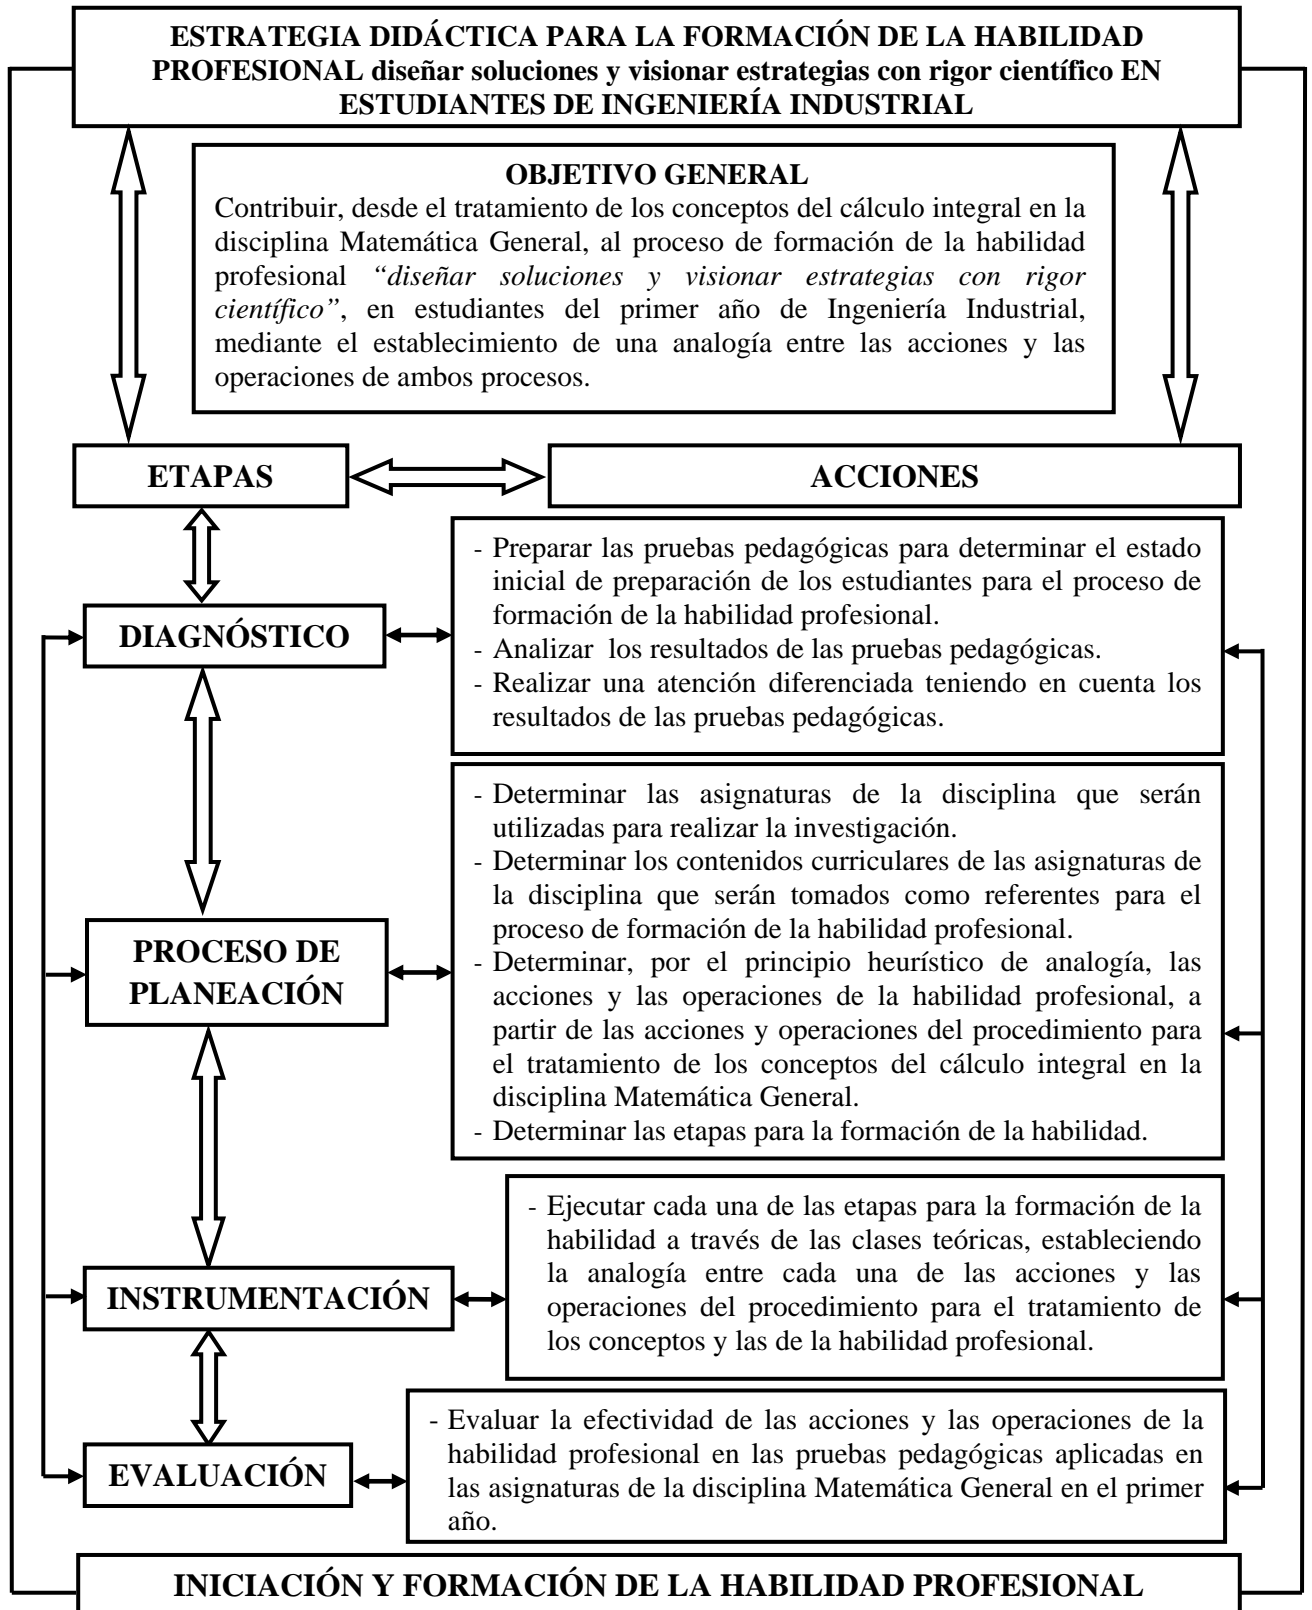 ESTRATEGIA DIDÁCTICA PARA LA FORMACIÓN DE LA HABILIDAD
PROFESIONAL diseñar soluciones y visionar estrategias con rigor científico EN
ESTUDIANTES DE INGENIERÍA INDUSTRIAL
OBJETIVO GENERAL
Contribuir, desde el tratamiento de los conceptos del cálculo integral en la
disciplina Matemática General, al proceso de formación de la habilidad
profesional “diseñar soluciones y visionar estrategias con rigor
científico”, en estudiantes del primer año de Ingeniería Industrial,
mediante el establecimiento de una analogía entre las acciones y las
operaciones de ambos procesos.
ETAPAS
ACCIONES
DIAGNÓSTICO
- Preparar las pruebas pedagógicas para determinar el estado
inicial de preparación de los estudiantes para el proceso de
formación de la habilidad profesional.
- Analizar los resultados de las pruebas pedagógicas.
- Realizar una atención diferenciada teniendo en cuenta los
resultados de las pruebas pedagógicas.
PROCESO DE
PLANEACIÓN
- Determinar las asignaturas de la disciplina que serán
utilizadas para realizar la investigación.
- Determinar los contenidos curriculares de las asignaturas de
la disciplina que serán tomados como referentes para el
proceso de formación de la habilidad profesional.
- Determinar, por el principio heurístico de analogía, las
acciones y las operaciones de la habilidad profesional, a
partir de las acciones y operaciones del procedimiento para
el tratamiento de los conceptos del cálculo integral en la
disciplina Matemática General.
- Determinar las etapas para la formación de la habilidad.
INSTRUMENTACIÓN
- Ejecutar cada una de las etapas para la formación de la
habilidad a través de las clases teóricas, estableciendo
la analogía entre cada una de las acciones y las
operaciones del procedimiento para el tratamiento de
los conceptos y las de la habilidad profesional.
EVALUACIÓN
- Evaluar la efectividad de las acciones y las operaciones de la
habilidad profesional en las pruebas pedagógicas aplicadas en
las asignaturas de la disciplina Matemática General en el primer
año.
INICIACIÓN Y FORMACIÓN DE LA HABILIDAD PROFESIONAL